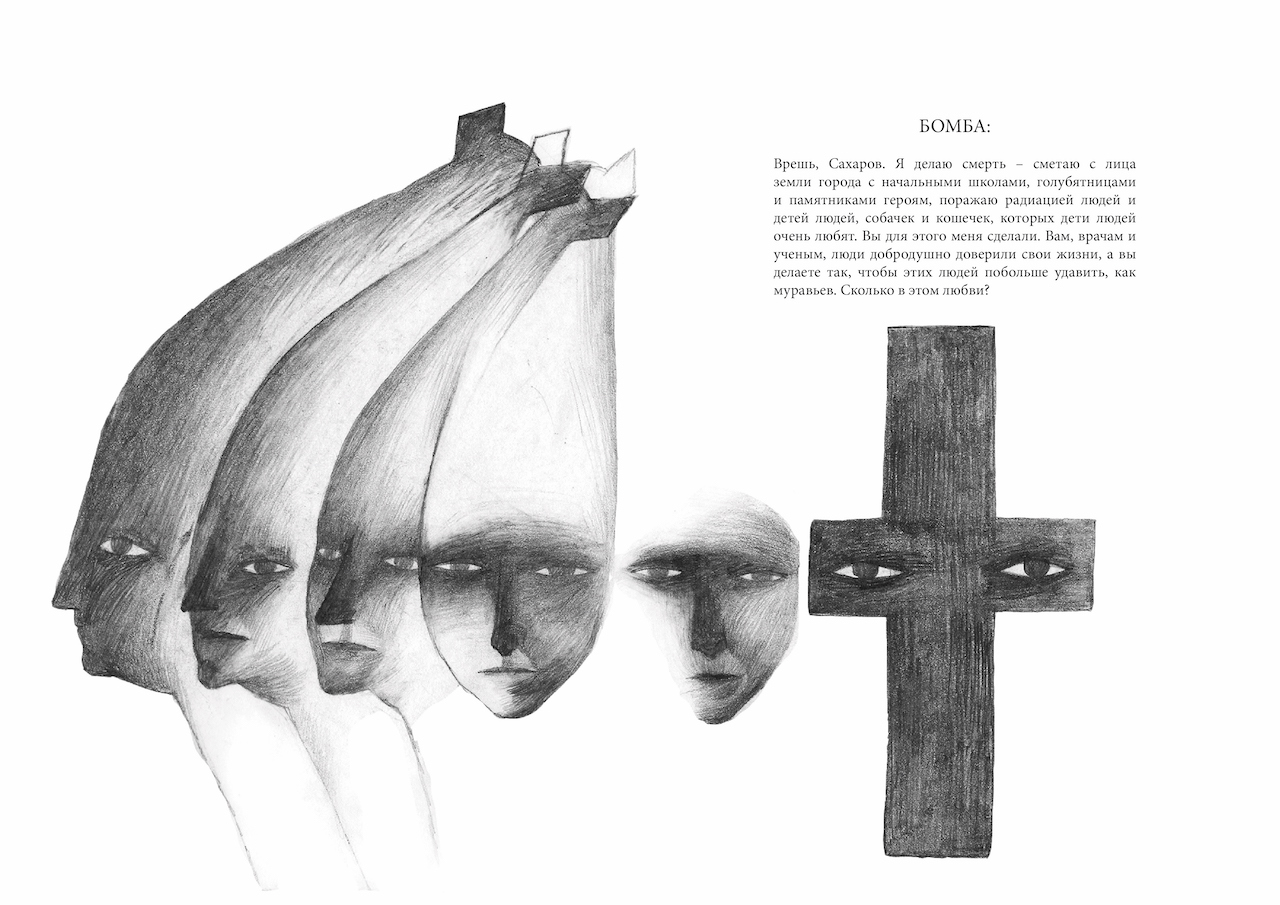 БОМБА:
Врешь, Сахаров. Я делаю смерть – сметаю с лица
земли города с начальными школами, голубятницами
и памятниками героям, поражаю радиацией людей и
детей людей, собачек и кошечек, которых дети людей
очень любят. Вы для этого меня сделали. Вам, врачам и
ученым, люди добродушно доверили свои жизни, а вы
делаете так, чтобы этих людей побольше удавить, как
муравьев. Сколько в этом любви?